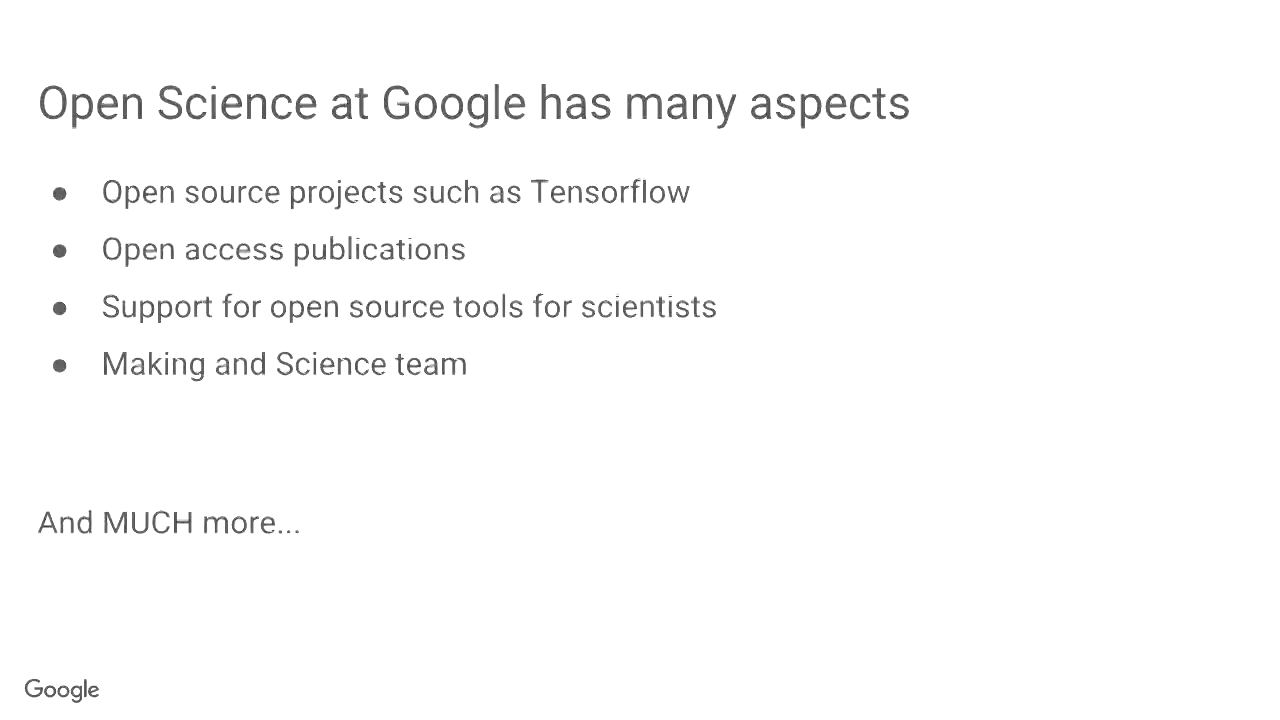 Open Science at Google has many aspects
● Open source projects such as Tensorflow
● Open access publications
● Support for open source tools for scientists
● Making and Science team
And MUCH more...
Google